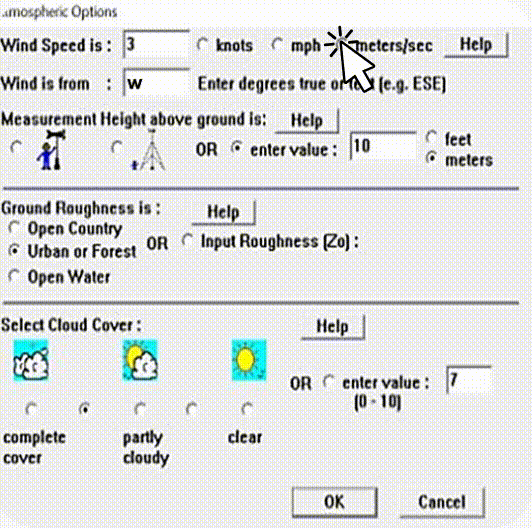 Atmospheric Options
Wind Speed is : 3 knots mph meters/sec Help
Wind is from : w Enter degrees true or text (e.g. ESE)
Measurement Height above ground is: Help
OR enter value : 10 feet
meters
Ground Roughness is : Help
Open Country
Urban or Forest OR Input Roughness (Zo) :
Open Water
Select Cloud Cover : Help
OR enter value : 7
(0 - 10)
complete cover
partly cloudy
clear
OK Cancel